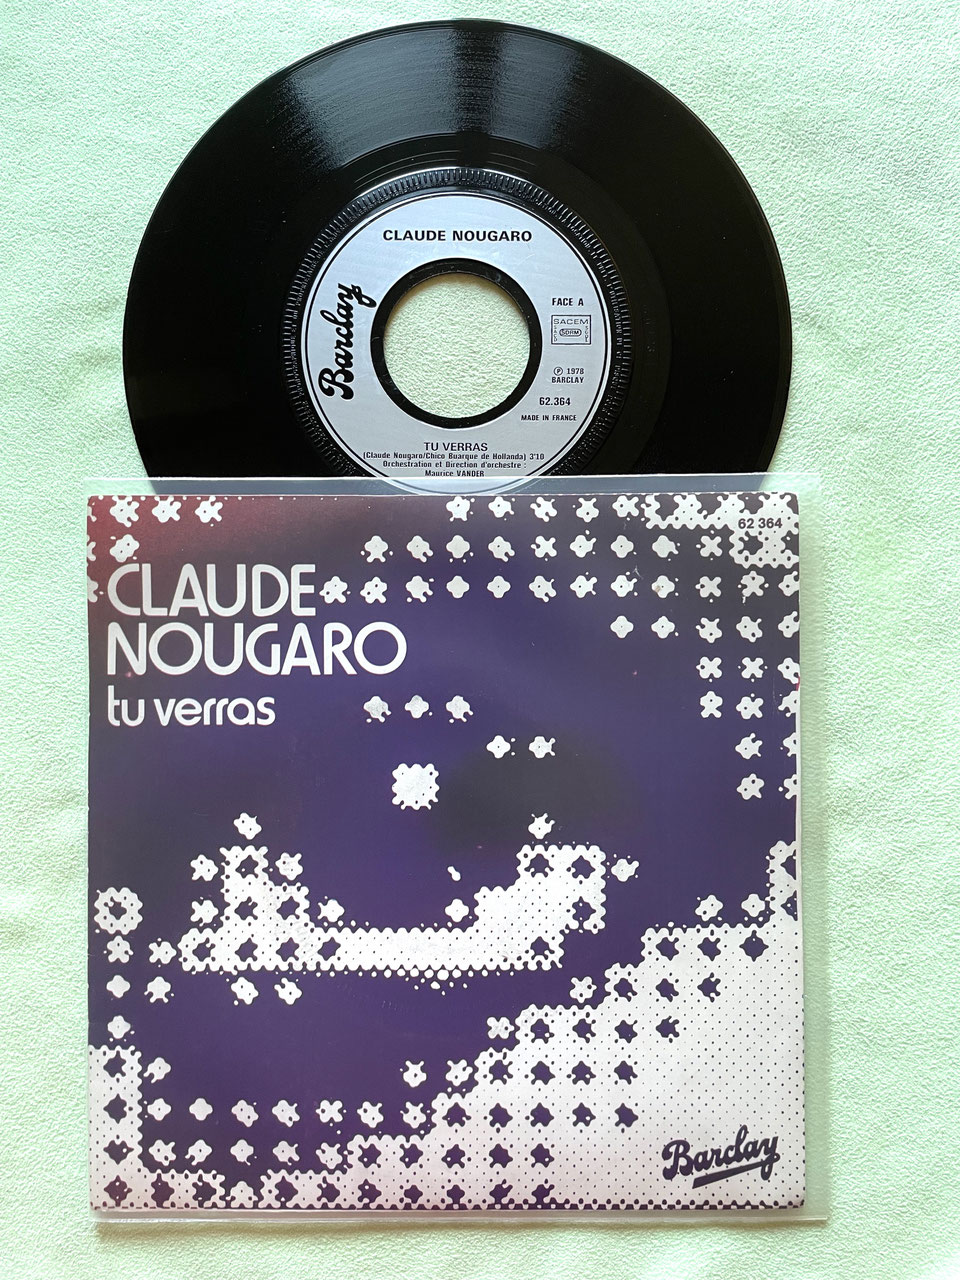 CLAUDE NOUGARO
Barclay
FACE A
SACEM
SDRM
℗ 1978
BARCLAY
62.364
MADE IN FRANCE
TU VERRAS
(Claude Nougaro/Chico Buarque de Hollanda) 3'10
Orchestration et Direction d'orchestre :
Maurice VANDER
62 364
CLAUDE
NOUGARO
tu verras
Barclay